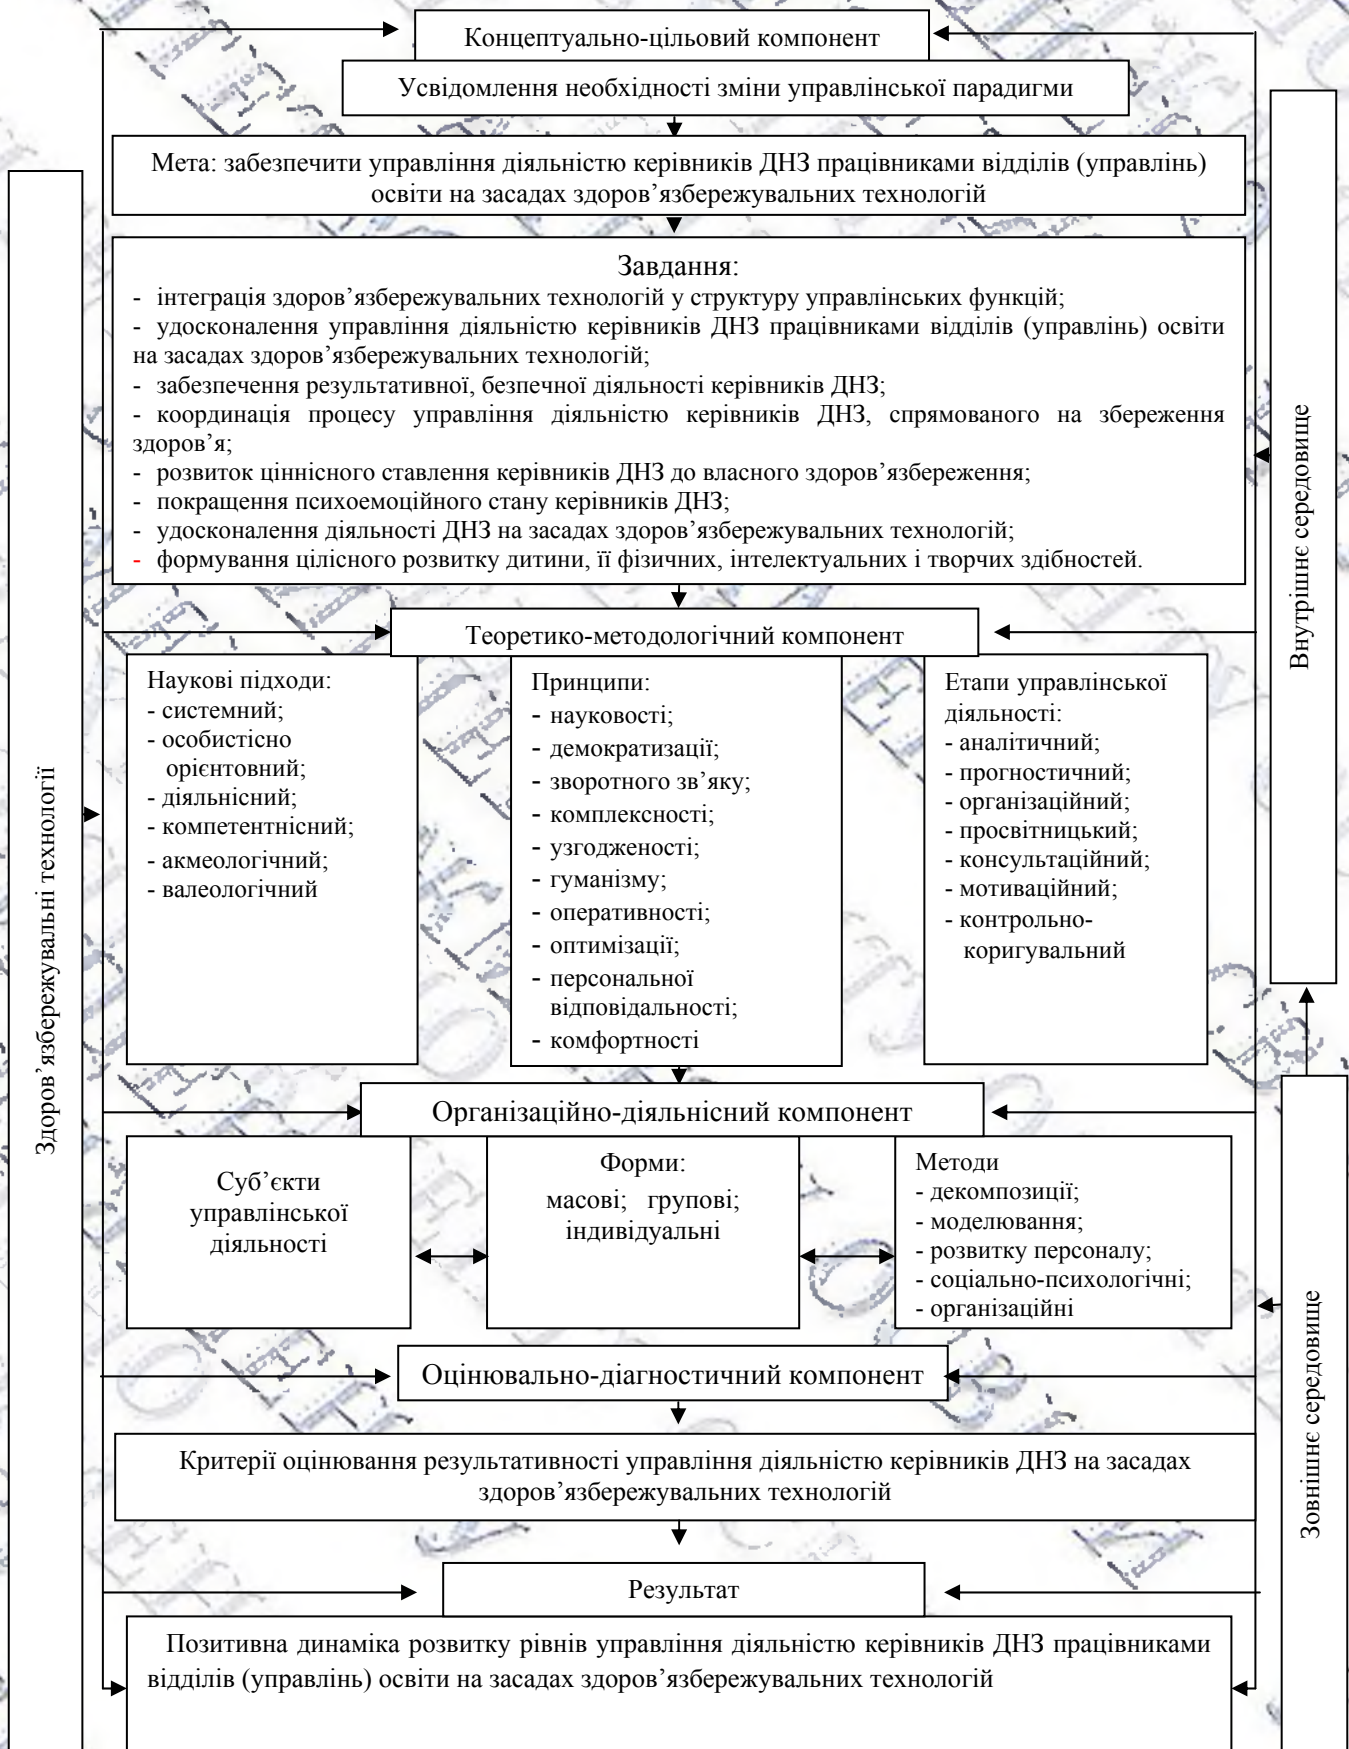 Концептуально-цільовий компонент
Усвідомлення необхідності зміни управлінської парадигми
Мета: забезпечити управління діяльністю керівників ДНЗ працівниками відділів (управлінь)
освіти на засадах здоров’язбережувальних технологій
Завдання:
- інтеграція здоров’язбережувальних технологій у структуру управлінських функцій;
- удосконалення управління діяльністю керівників ДНЗ працівниками відділів (управлінь) освіти
на засадах здоров’язбережувальних технологій;
- забезпечення результативної, безпечної діяльності керівників ДНЗ;
- координація процесу управління діяльністю керівників ДНЗ, спрямованого на збереження
здоров’я;
- розвиток ціннісного ставлення керівників ДНЗ до власного здоров’язбереження;
- покращення психоемоційного стану керівників ДНЗ;
- удосконалення діяльності ДНЗ на засадах здоров’язбережувальних технологій;
- формування цілісного розвитку дитини, її фізичних, інтелектуальних і творчих здібностей.
Теоретико-методологічний компонент
Наукові підходи:
- системний;
- особистісно
орієнтовний;
- діяльнісний;
- компетентнісний;
- акмеологічний;
- валеологічний
Принципи:
- науковості;
- демократизації;
- зворотного зв’яку;
- комплексності;
- узгодженості;
- гуманізму;
- оперативності;
- оптимізації;
- персональної
відповідальності;
- комфортності
Етапи управлінської
діяльності:
- аналітичний;
- прогностичний;
- організаційний;
- просвітницький;
- консультаційний;
- мотиваційний;
- контрольно-
коригувальний
Організаційно-діяльнісний компонент
Суб’єкти
управлінської
діяльності
Форми:
масові; групові;
індивідуальні
Методи
- декомпозиції;
- моделювання;
- розвитку персоналу;
- соціально-психологічні;
- організаційні
Оцінювально-діагностичний компонент
Критерії оцінювання результативності управління діяльністю керівників ДНЗ на засадах
здоров’язбережувальних технологій
Результат
Позитивна динаміка розвитку рівнів управління діяльністю керівників ДНЗ працівниками
відділів (управлінь) освіти на засадах здоров’язбережувальних технологій
Здоров’язбережувальні технології
Внутрішнє середовище
Зовнішнє середовище